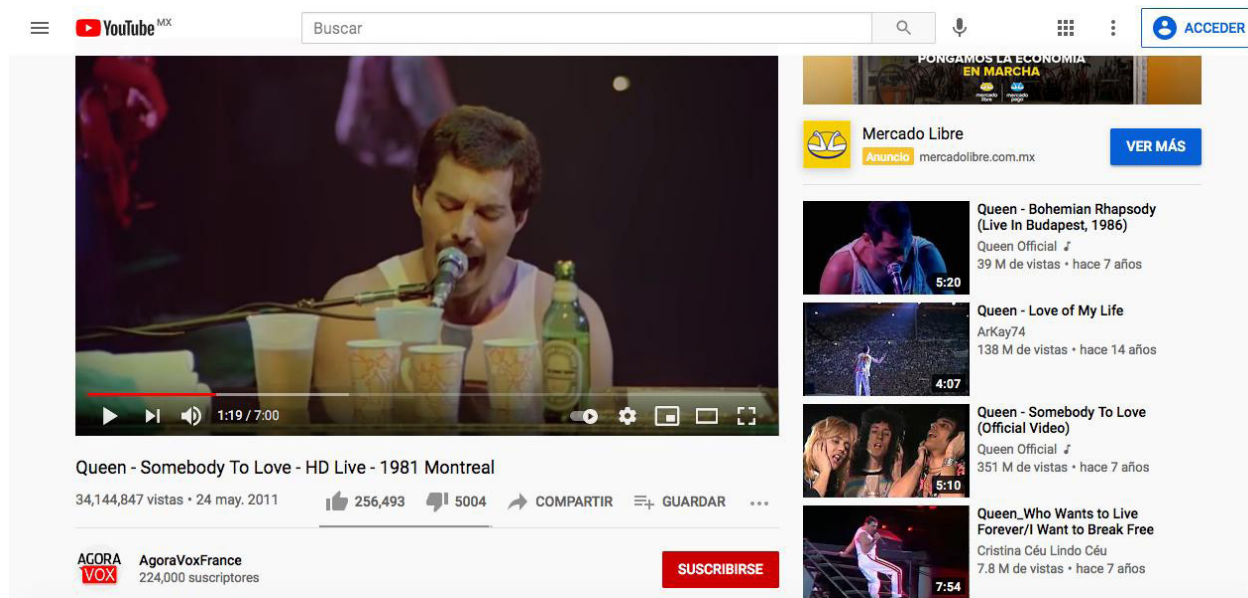 YouTube MX
Buscar
ACCEDER
PONGAMOS LA ECONOMÍA
EN MARCHA
mercado libre
mercado pago
Mercado Libre
Anuncio mercadolibre.com.mx
VER MÁS
1:19 / 7:00
Queen - Somebody To Love - HD Live - 1981 Montreal
34,144,847 vistas • 24 may. 2011
256,493
5004
COMPARTIR
GUARDAR
AGORA
VOX
AgoraVoxFrance
224,000 suscriptores
SUSCRIBIRSE
5:20
Queen - Bohemian Rhapsody
(Live In Budapest, 1986)
Queen Official
39 M de vistas • hace 7 años
4:07
Queen - Love of My Life
ArKay74
138 M de vistas • hace 14 años
5:10
Queen - Somebody To Love
(Official Video)
Queen Official
351 M de vistas • hace 7 años
7:54
Queen_Who Wants to Live
Forever/I Want to Break Free
Cristina Céu Lindo Céu
7.8 M de vistas • hace 7 años